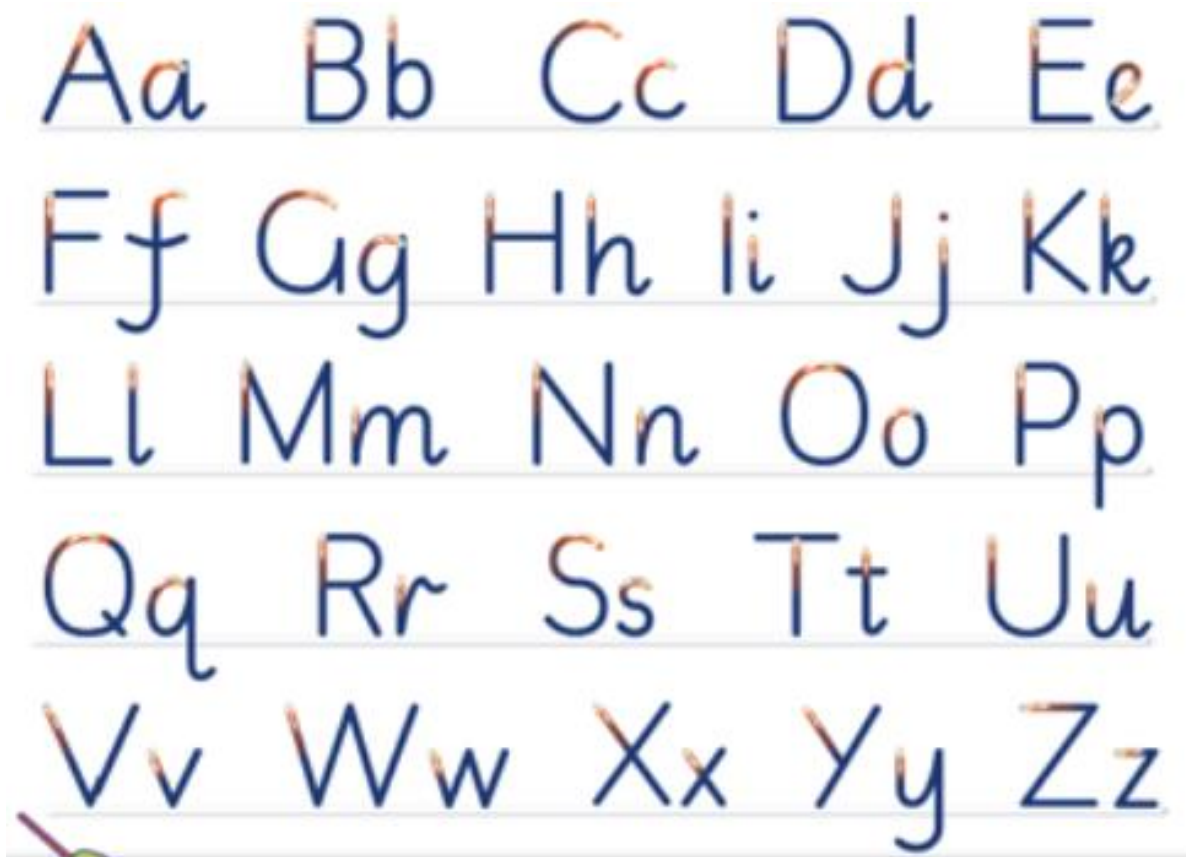 Aa Bb Cc Dd Ee
Ff Gg Hh Ii Jj Kk
Ll Mm Nn Oo Pp
Qq Rr Ss Tt Uu
Vv Ww Xx Yy Zz